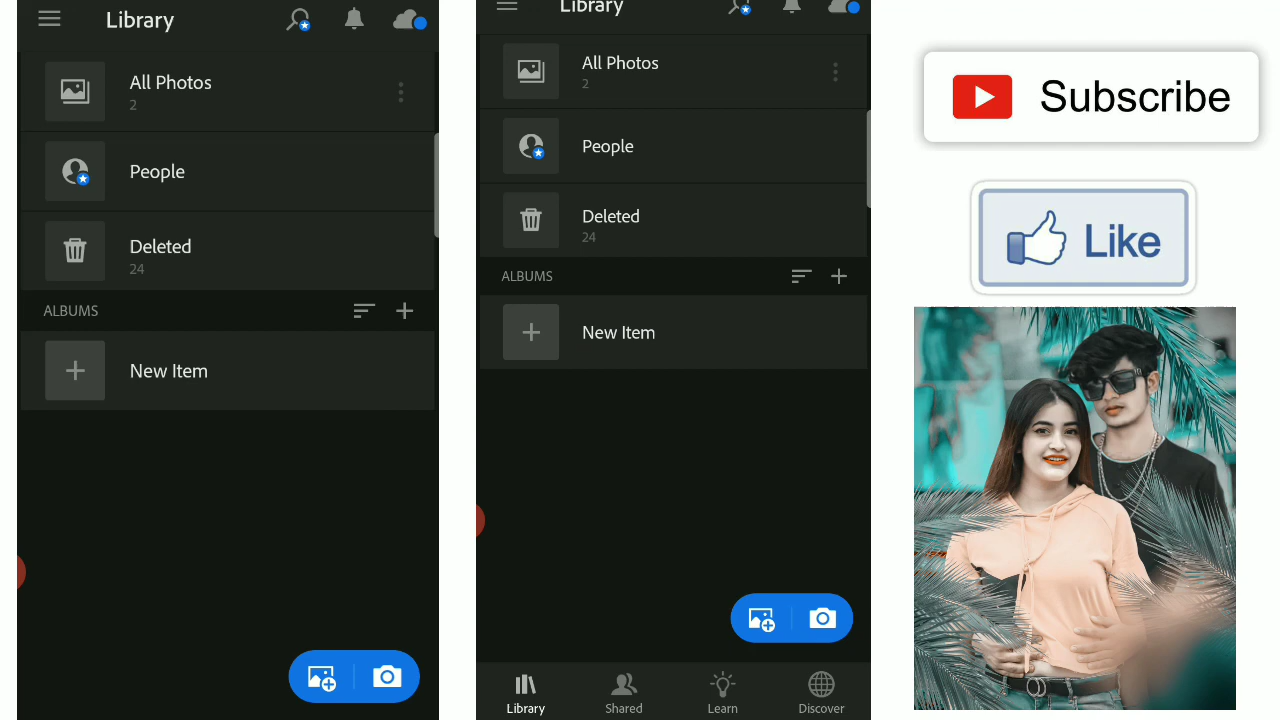 Library
All Photos
2
People
Deleted
24
ALBUMS
New Item
Library
All Photos
2
People
Deleted
24
ALBUMS
New Item
Library
Shared
Learn
Discover
Subscribe
Like